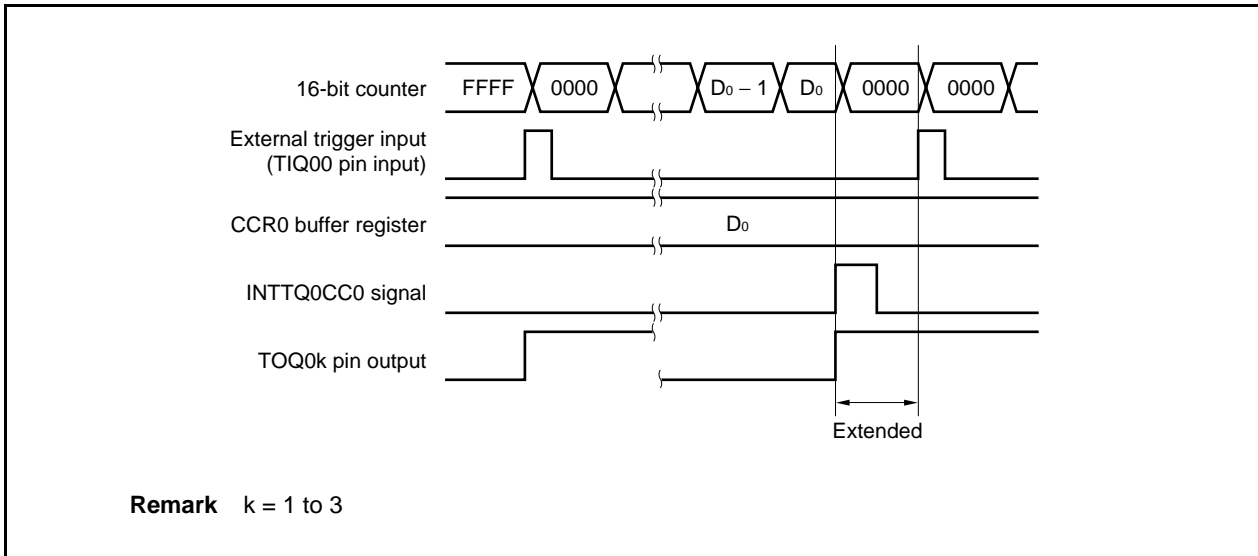 16-bit counter FFFF 0000 D0 − 1 D0 0000 0000
External trigger input
(TIQ00 pin input)
CCR0 buffer register D0
INTTQ0CC0 signal
TOQ0k pin output
Extended
Remark k = 1 to 3